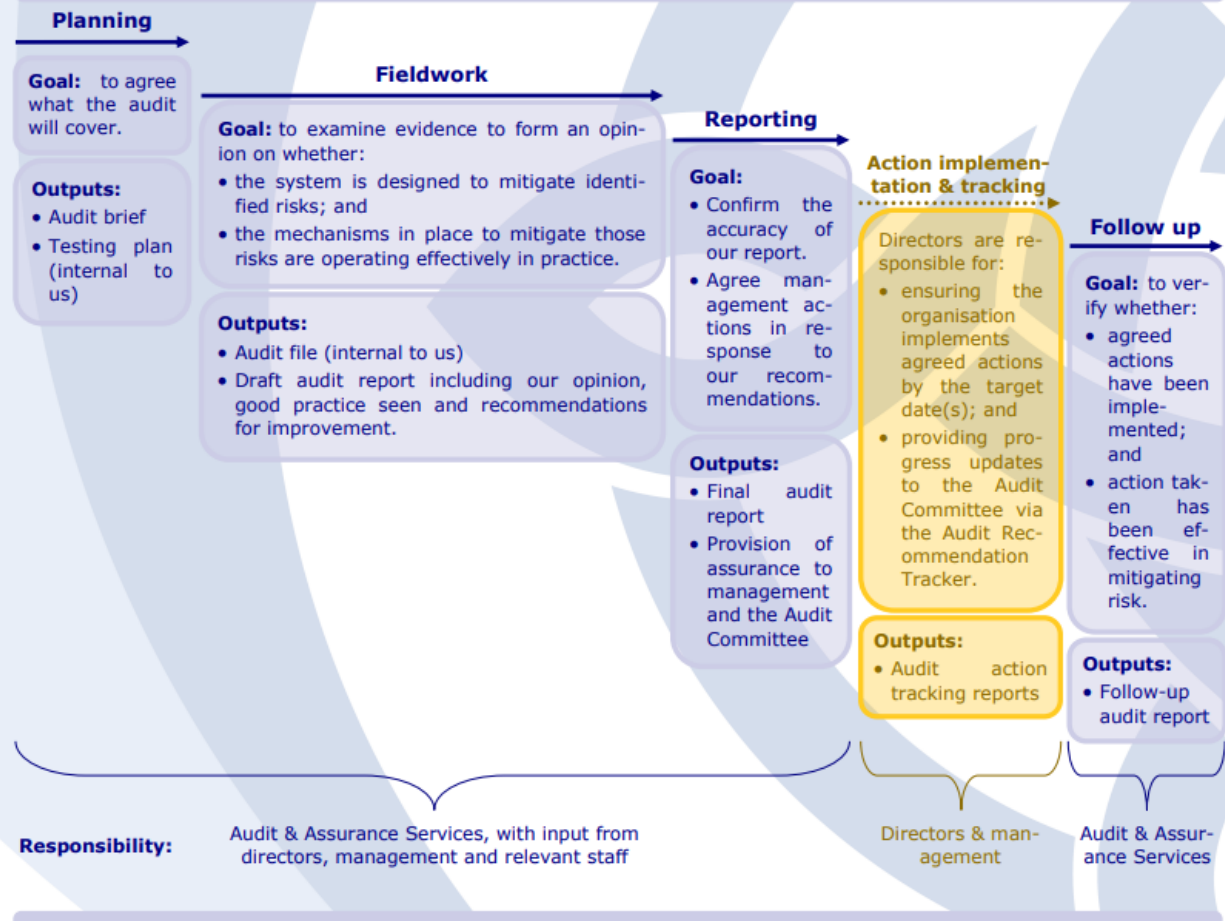 Planning
Goal: to agree
what the audit
will cover.
Outputs:
• Audit brief
• Testing plan
(internal to
us)
Fieldwork
Goal: to examine evidence to form an opin-
ion on whether:
• the system is designed to mitigate identi-
fied risks; and
• the mechanisms in place to mitigate those
risks are operating effectively in practice.
Outputs:
• Audit file (internal to us)
• Draft audit report including our opinion,
good practice seen and recommendations
for improvement.
Reporting
Goal:
• Confirm the
accuracy of
our report.
• Agree man-
agement ac-
tions in re-
sponse to
our recom-
mendations.
Outputs:
• Final audit
report
• Provision of
assurance to
management
and the Audit
Committee
Action implemen-
tation & tracking
Directors are re-
sponsible for:
• ensuring the
organisation
implements
agreed actions
by the target
date(s); and
• providing pro-
gress updates
to the Audit
Committee via
the Audit Rec-
ommendation
Tracker.
Outputs:
• Audit action
tracking reports
Follow up
Goal: to ver-
ify whether:
• agreed
actions
have been
imple-
mented;
and
• action tak-
en has
been ef-
fective in
mitigating
risk.
Outputs:
• Follow-up
audit report
Responsibility:
Audit & Assurance Services, with input from
directors, management and relevant staff
Directors & man-
agement
Audit & Assur-
ance Services